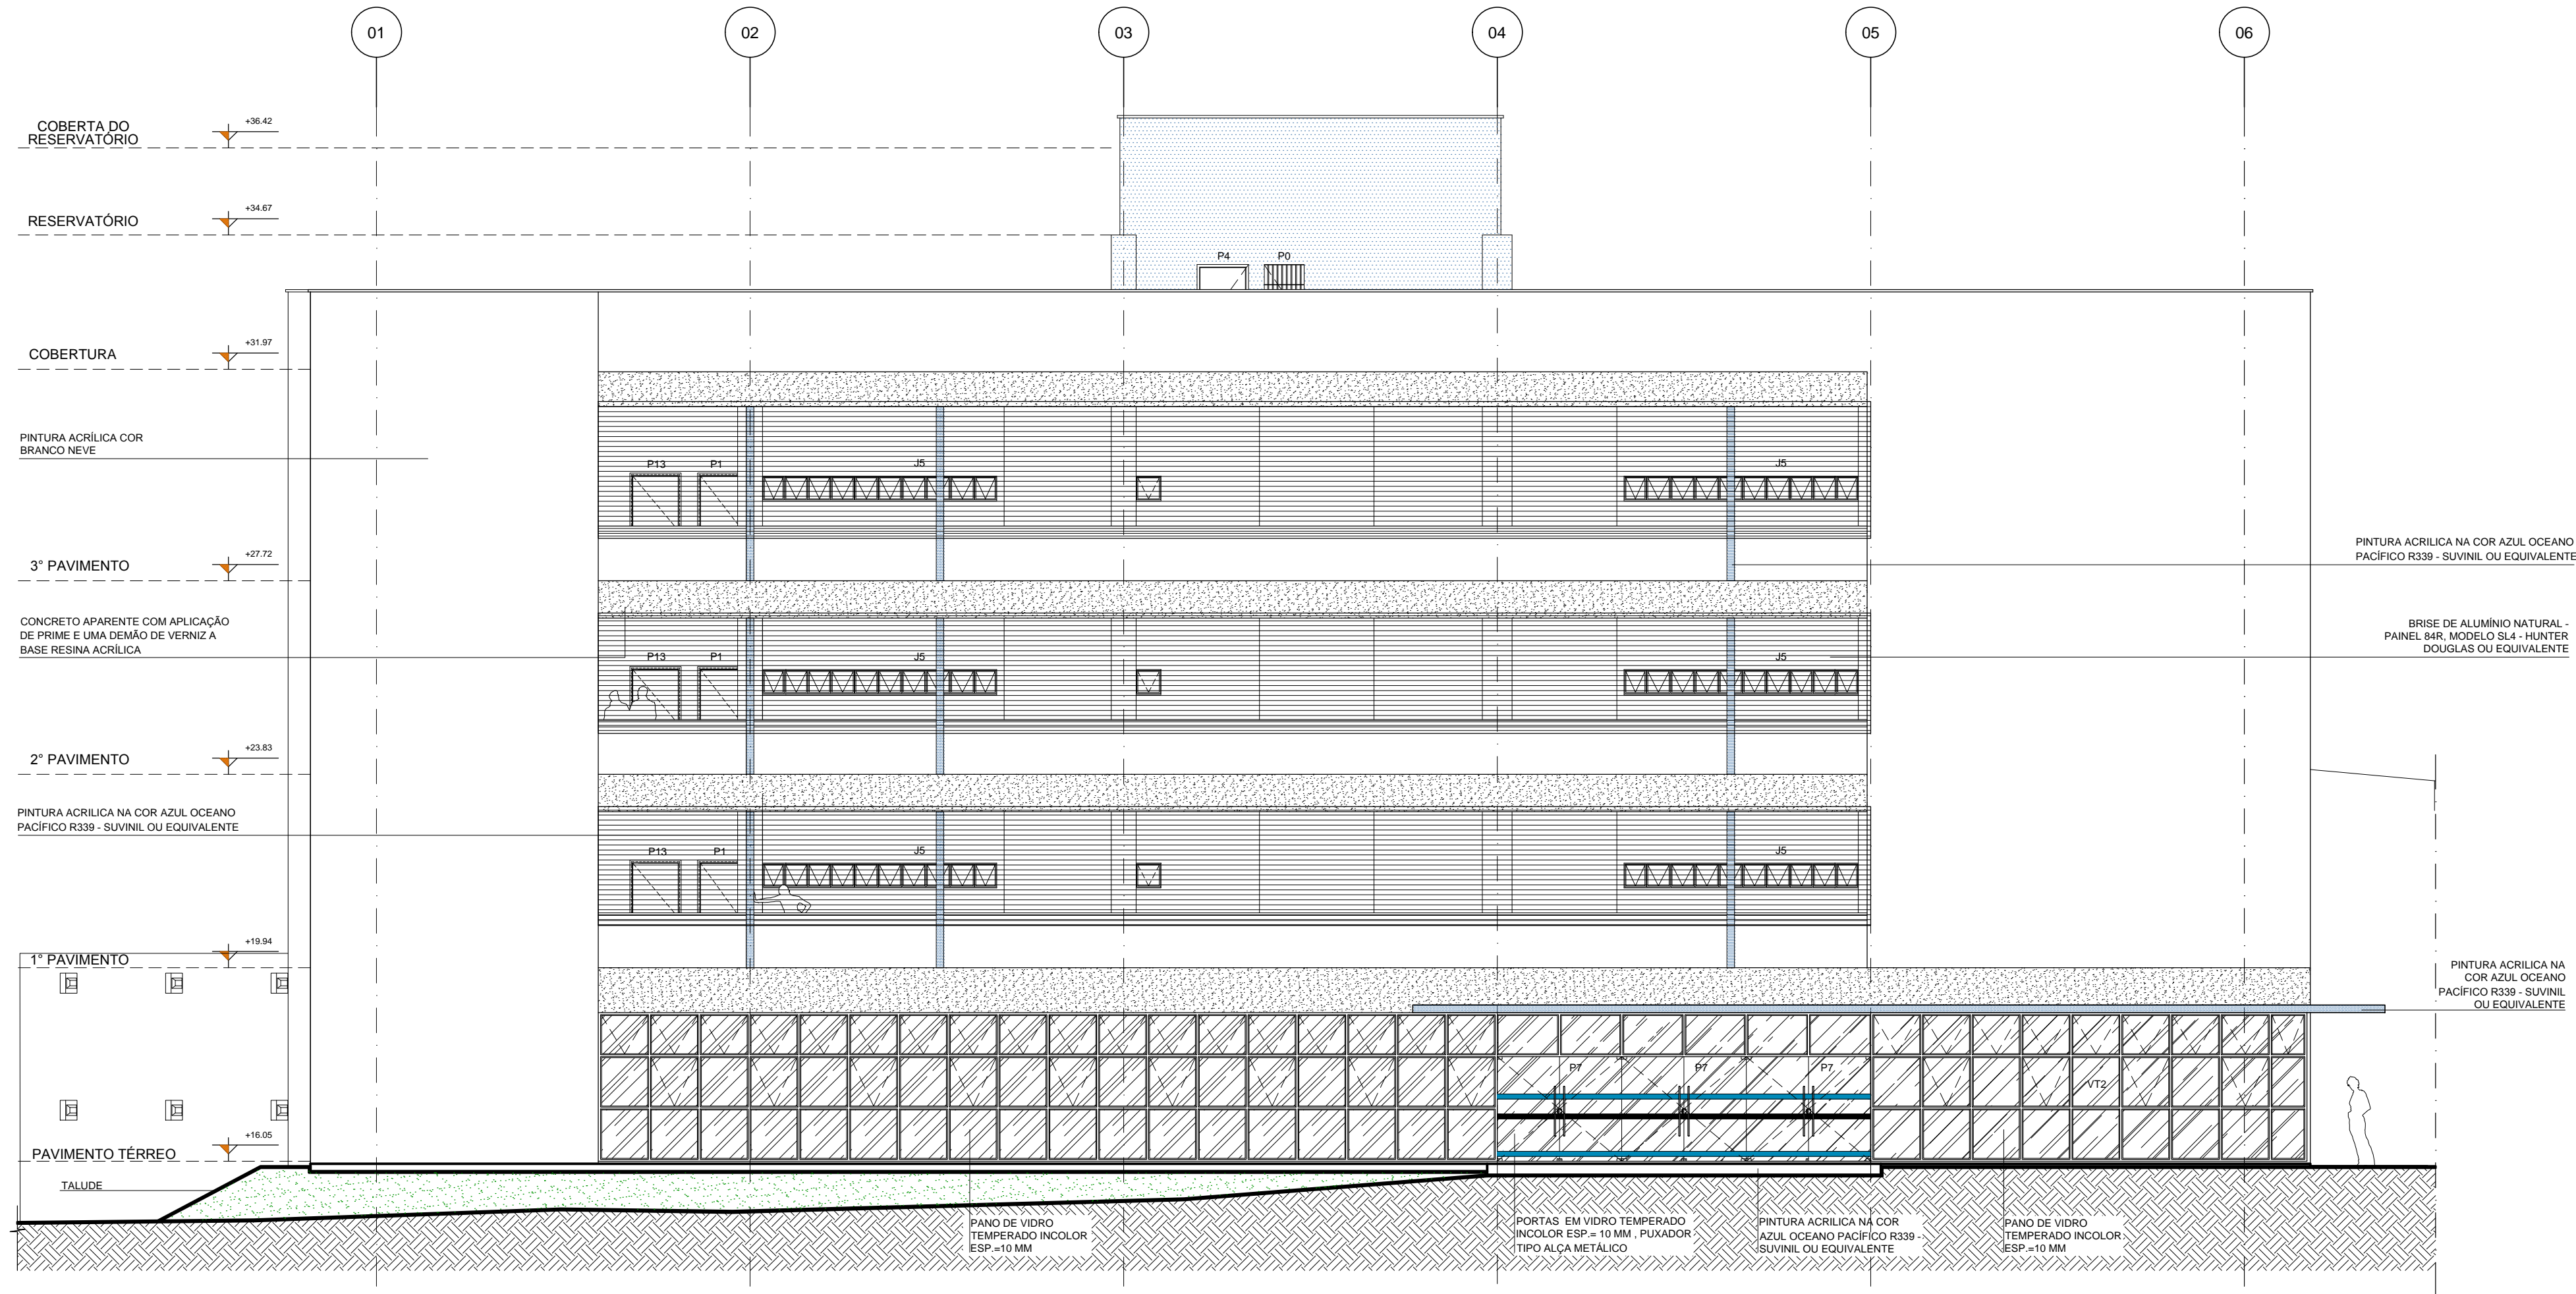 01
02
03
04
05
06
COBERTA DO
RESERVATÓRIO
+36.42
RESERVATÓRIO
+34.67
P4
P0
COBERTURA
+31.97
PINTURA ACRÍLICA COR
BRANCO NEVE
P13
P1
J5
J5
3° PAVIMENTO
+27.72
PINTURA ACRILICA NA COR AZUL OCEANO
PACÍFICO R339 - SUVINIL OU EQUIVALENTE
CONCRETO APARENTE COM APLICAÇÃO
DE PRIME E UMA DEMÃO DE VERNIZ A
BASE RESINA ACRÍLICA
P13
P1
J5
J5
BRISE DE ALUMÍNIO NATURAL -
PAINEL 84R, MODELO SL4 - HUNTER
DOUGLAS OU EQUIVALENTE
2° PAVIMENTO
+23.83
PINTURA ACRILICA NA COR AZUL OCEANO
PACÍFICO R339 - SUVINIL OU EQUIVALENTE
P13
P1
J5
J5
1° PAVIMENTO
+19.94
PINTURA ACRILICA NA
COR AZUL OCEANO
PACÍFICO R339 - SUVINIL
OU EQUIVALENTE
P7
P7
P7
VT2
PAVIMENTO TÉRREO
+16.05
TALUDE
PANO DE VIDRO
TEMPERADO INCOLOR
ESP.=10 MM
PORTAS EM VIDRO TEMPERADO
INCOLOR ESP.= 10 MM , PUXADOR
TIPO ALÇA METÁLICO
PINTURA ACRILICA NA COR
AZUL OCEANO PACÍFICO R339 -
SUVINIL OU EQUIVALENTE
PANO DE VIDRO
TEMPERADO INCOLOR
ESP.=10 MM